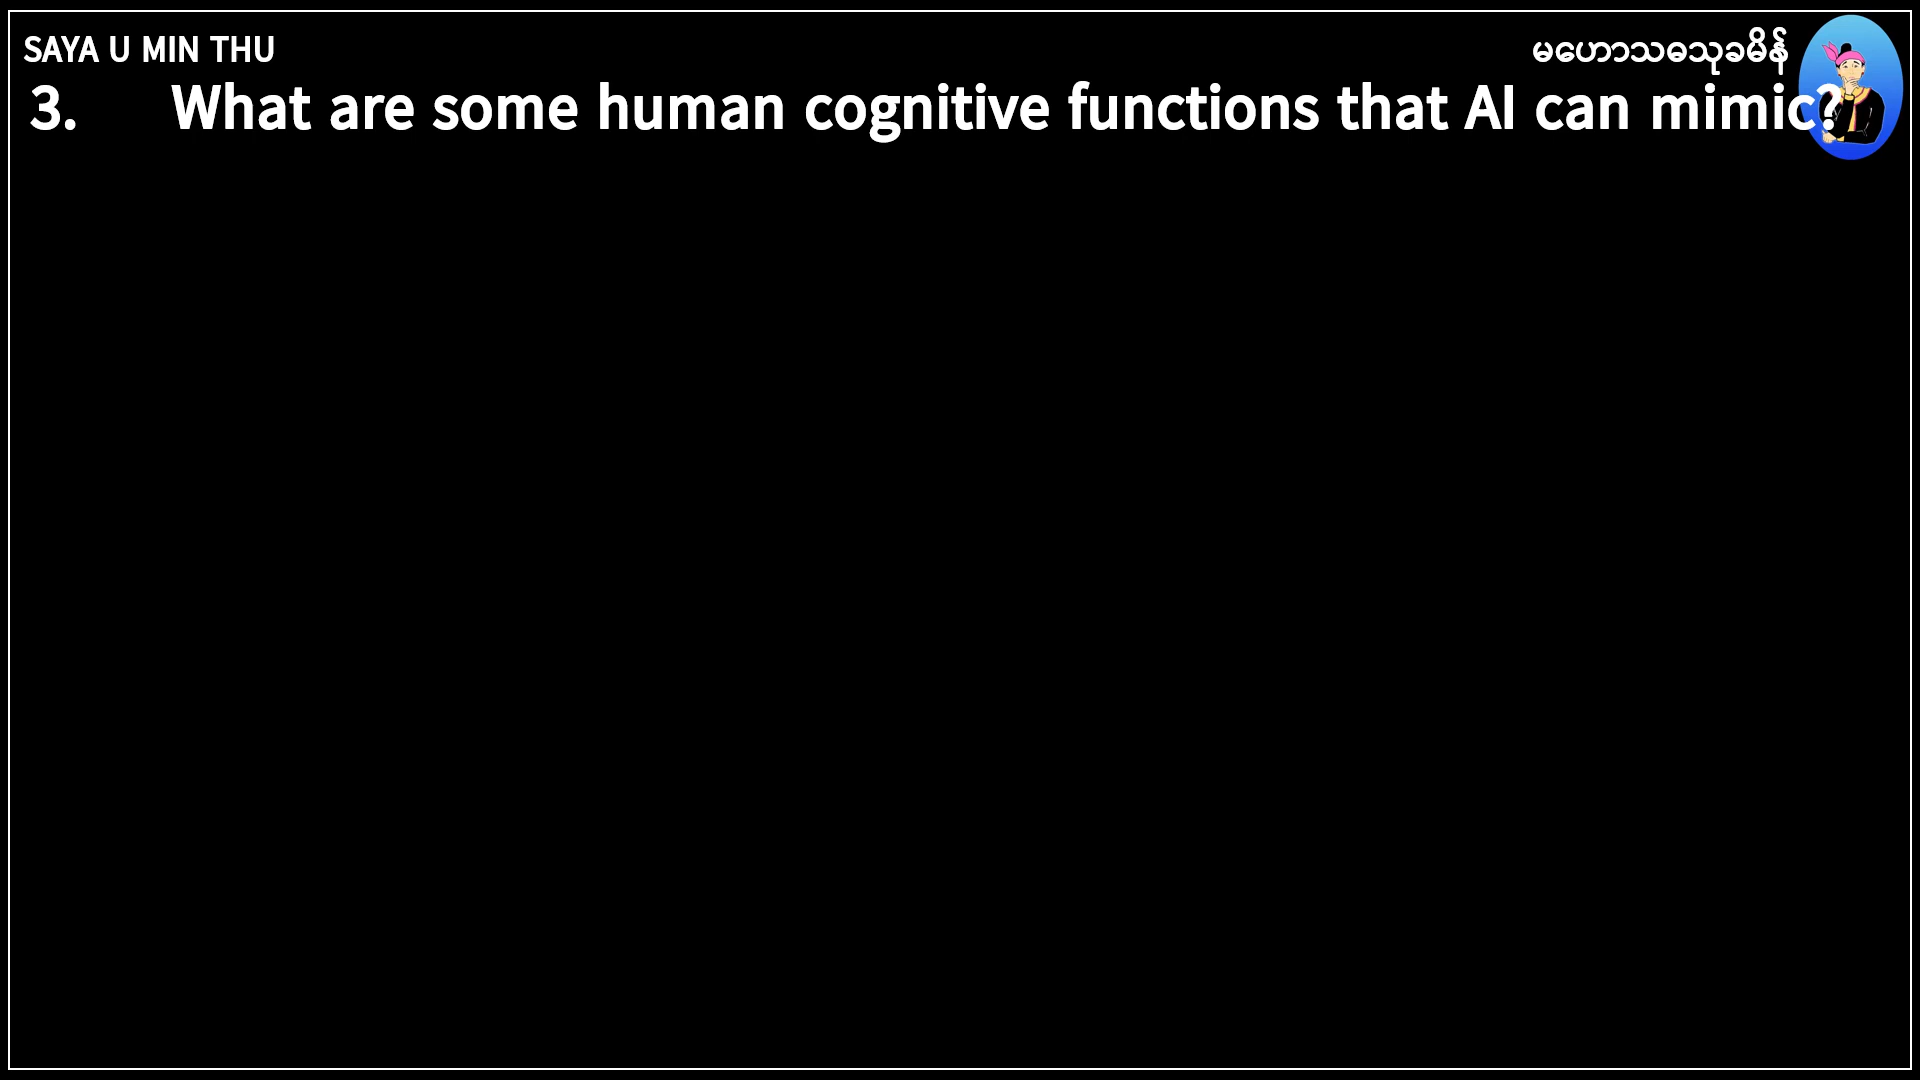 SAYA U MIN THU
မဟောသဓသုခမိန်
3. What are some human cognitive functions that AI can mimic?